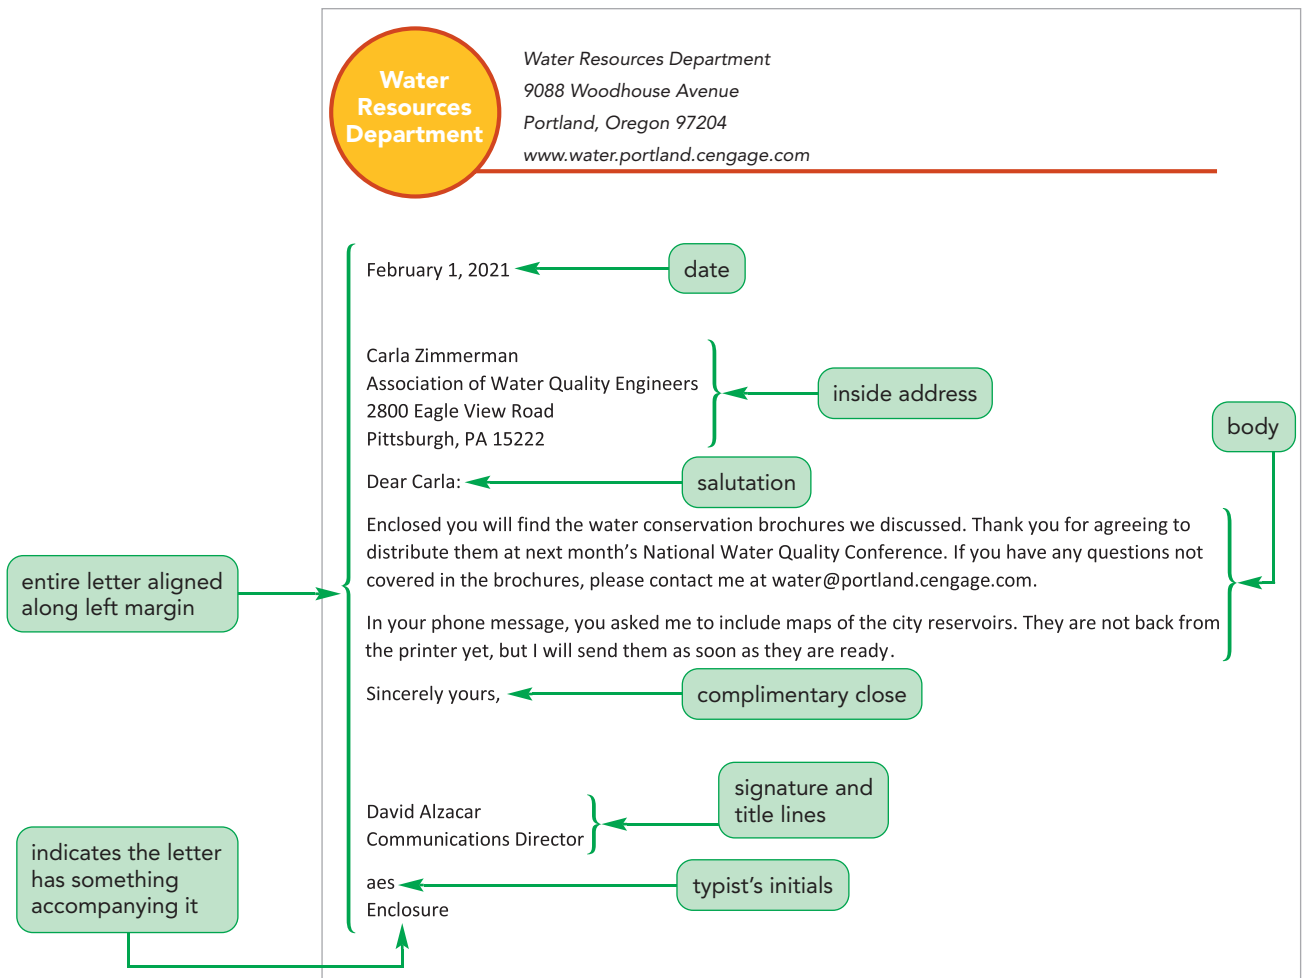 Water
Resources
Department
Water Resources Department
9088 Woodhouse Avenue
Portland, Oregon 97204
www.water.portland.cengage.com
February 1, 2021
date
Carla Zimmerman
Association of Water Quality Engineers
2800 Eagle View Road
Pittsburgh, PA 15222
inside address
body
Dear Carla:
salutation
Enclosed you will find the water conservation brochures we discussed. Thank you for agreeing to
distribute them at next month’s National Water Quality Conference. If you have any questions not
covered in the brochures, please contact me at water@portland.cengage.com.
entire letter aligned
along left margin
In your phone message, you asked me to include maps of the city reservoirs. They are not back from
the printer yet, but I will send them as soon as they are ready.
Sincerely yours,
complimentary close
signature and
title lines
David Alzacar
Communications Director
indicates the letter
has something
accompanying it
aes
typist’s initials
Enclosure